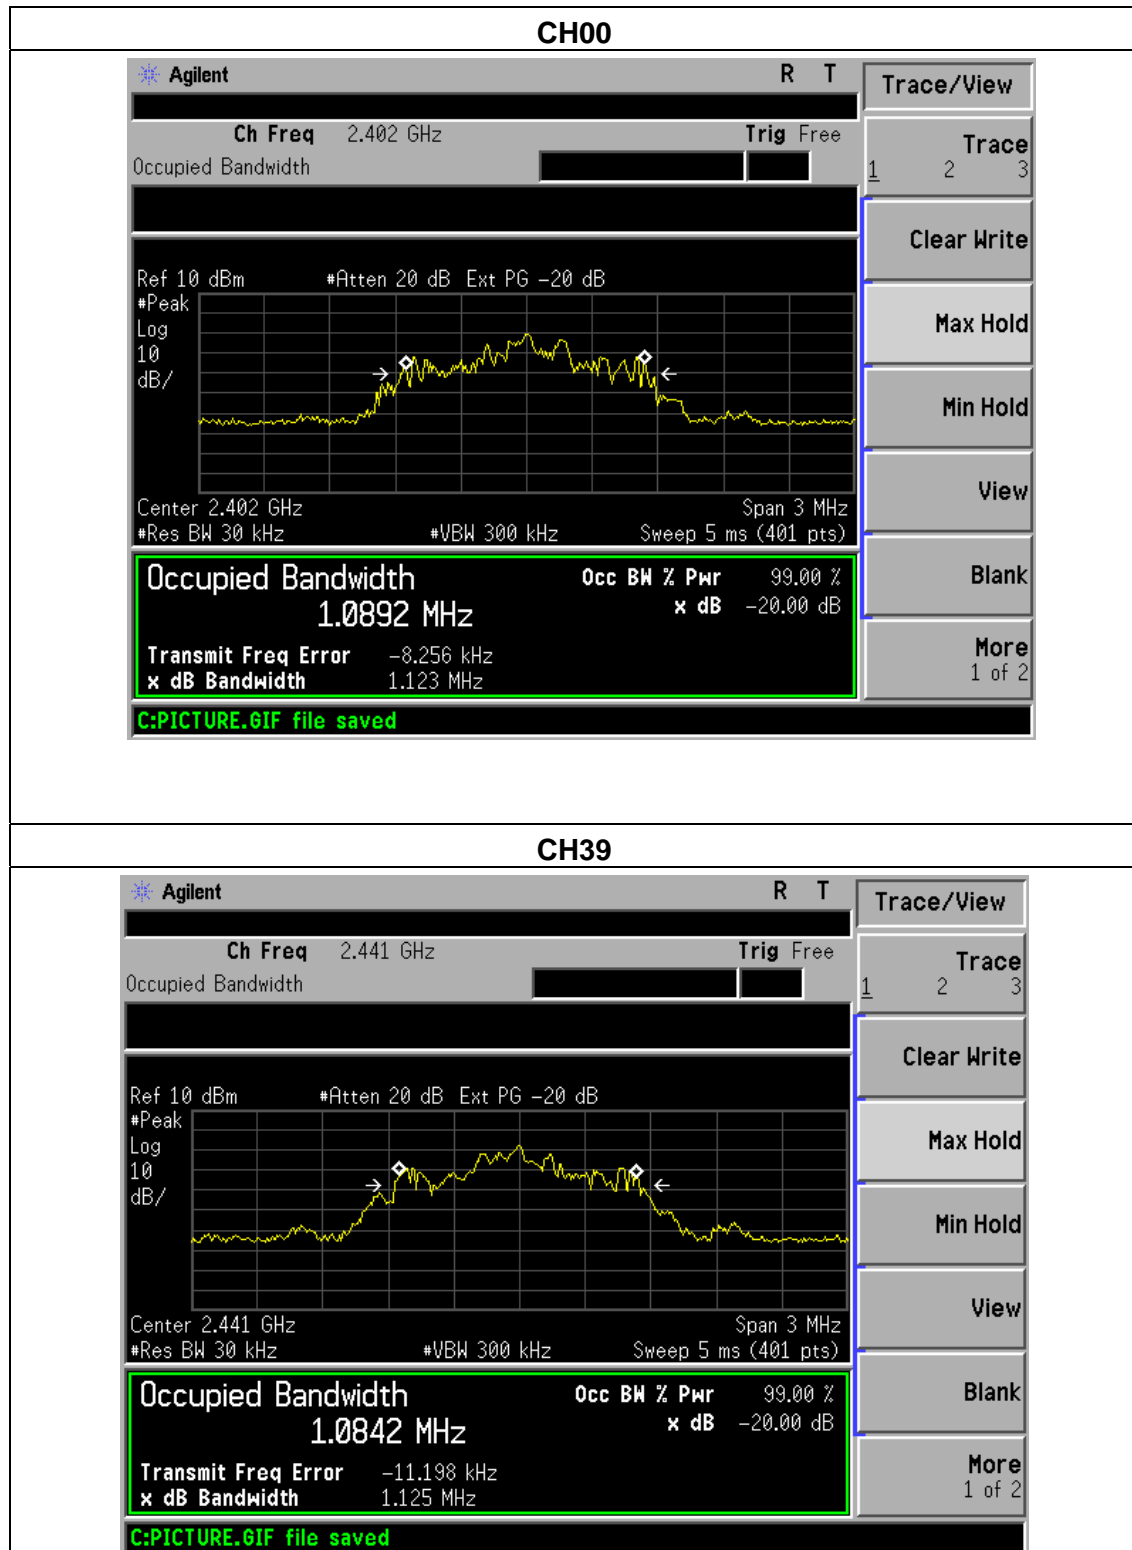 CH00
Agilent R T Trace/View
Ch Freq 2.402 GHz Trig Free
Occupied Bandwidth
Trace
1 2 3
Clear Write
Ref 10 dBm #Atten 20 dB Ext PG -20 dB
#Peak
Log
10
dB/
Max Hold
Min Hold
View
Center 2.402 GHz Span 3 MHz
#Res BW 30 kHz #VBW 300 kHz Sweep 5 ms (401 pts)
Occupied Bandwidth Occ BW % Pwr 99.00 %
1.0892 MHz x dB -20.00 dB
Blank
Transmit Freq Error -8.256 kHz
x dB Bandwidth 1.123 MHz
More
1 of 2
C:PICTURE.GIF file saved
CH39
Agilent R T Trace/View
Ch Freq 2.441 GHz Trig Free
Occupied Bandwidth
Trace
1 2 3
Clear Write
Ref 10 dBm #Atten 20 dB Ext PG -20 dB
#Peak
Log
10
dB/
Max Hold
Min Hold
View
Center 2.441 GHz Span 3 MHz
#Res BW 30 kHz #VBW 300 kHz Sweep 5 ms (401 pts)
Occupied Bandwidth Occ BW % Pwr 99.00 %
1.0842 MHz x dB -20.00 dB
Blank
Transmit Freq Error -11.198 kHz
x dB Bandwidth 1.125 MHz
More
1 of 2
C:PICTURE.GIF file saved